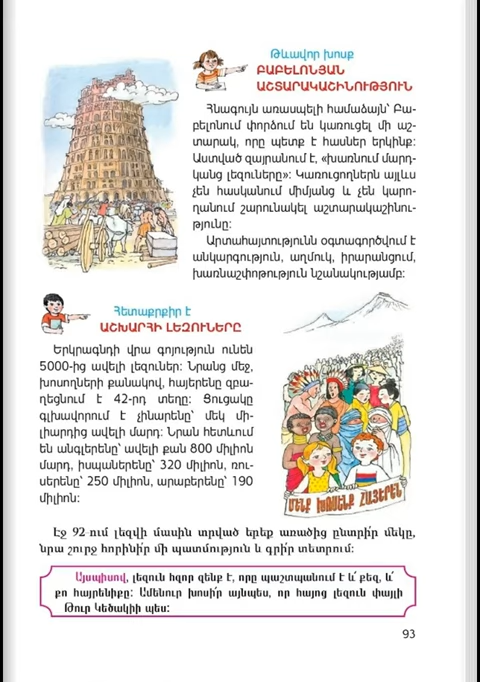 Թևավոր խոսք
ԲԱԲԵԼՈՆՅԱՆ
ԱՇՏԱՐԱԿԱՇԻՆՈՒԹՅՈՒՆ
Հնագույն առասպելի համաձայն՝ Բա-
բելոնում փորձում են կառուցել մի աշ-
տարակ, որը պետք է հասներ երկինք։
Աստված զայրանում է, «խառնում մարդ-
կանց լեզուները»։ Կառուցողներն այլևս
չեն հասկանում միմյանց և չեն կարո-
ղանում շարունակել աշտարակաշինու-
թյունը։
Արտահայտությունն օգտագործվում է
անկարգություն, աղմուկ, իրարանցում,
խառնաշփոթություն նշանակությամբ։
Հետաքրքիր է
ԱՇԽԱՐՀԻ ԼԵԶՈՒՆԵՐԸ
Երկրագնդի վրա գոյություն ունեն
5000-ից ավելի լեզուներ։ Նրանց մեջ,
խոսողների քանակով, հայերենը զբա-
ղեցնում է 42-րդ տեղը։ Ցուցակը
գլխավորում է չինարենը՝ մեկ մի-
լիարդից ավելի մարդ։ Նրան հետևում
են անգլերենը՝ ավելի քան 800 միլիոն
մարդ, իսպաներենը՝ 320 միլիոն, ռու-
սերենը՝ 250 միլիոն, արաբերենը՝ 190
միլիոն։
ՄԵՆՔ ԽՈՍՈՒՄ ԵՆՔ ՀԱՅԵՐԵՆ
Էջ 92-ում լեզվի մասին տրված երեք առածից ընտրի՛ր մեկը,
նրա շուրջ հորինի՛ր մի պատմություն և գրի՛ր տետրում։
Այսպիսով, լեզուն հզոր զենք է, որը պաշտպանում է և՛ քեզ, և՛
քո հայրենիքը։ Ամենուր խոսի՛ր այնպես, որ հայոց լեզուն փայլի
Թուր Կեծակիի պես։
93